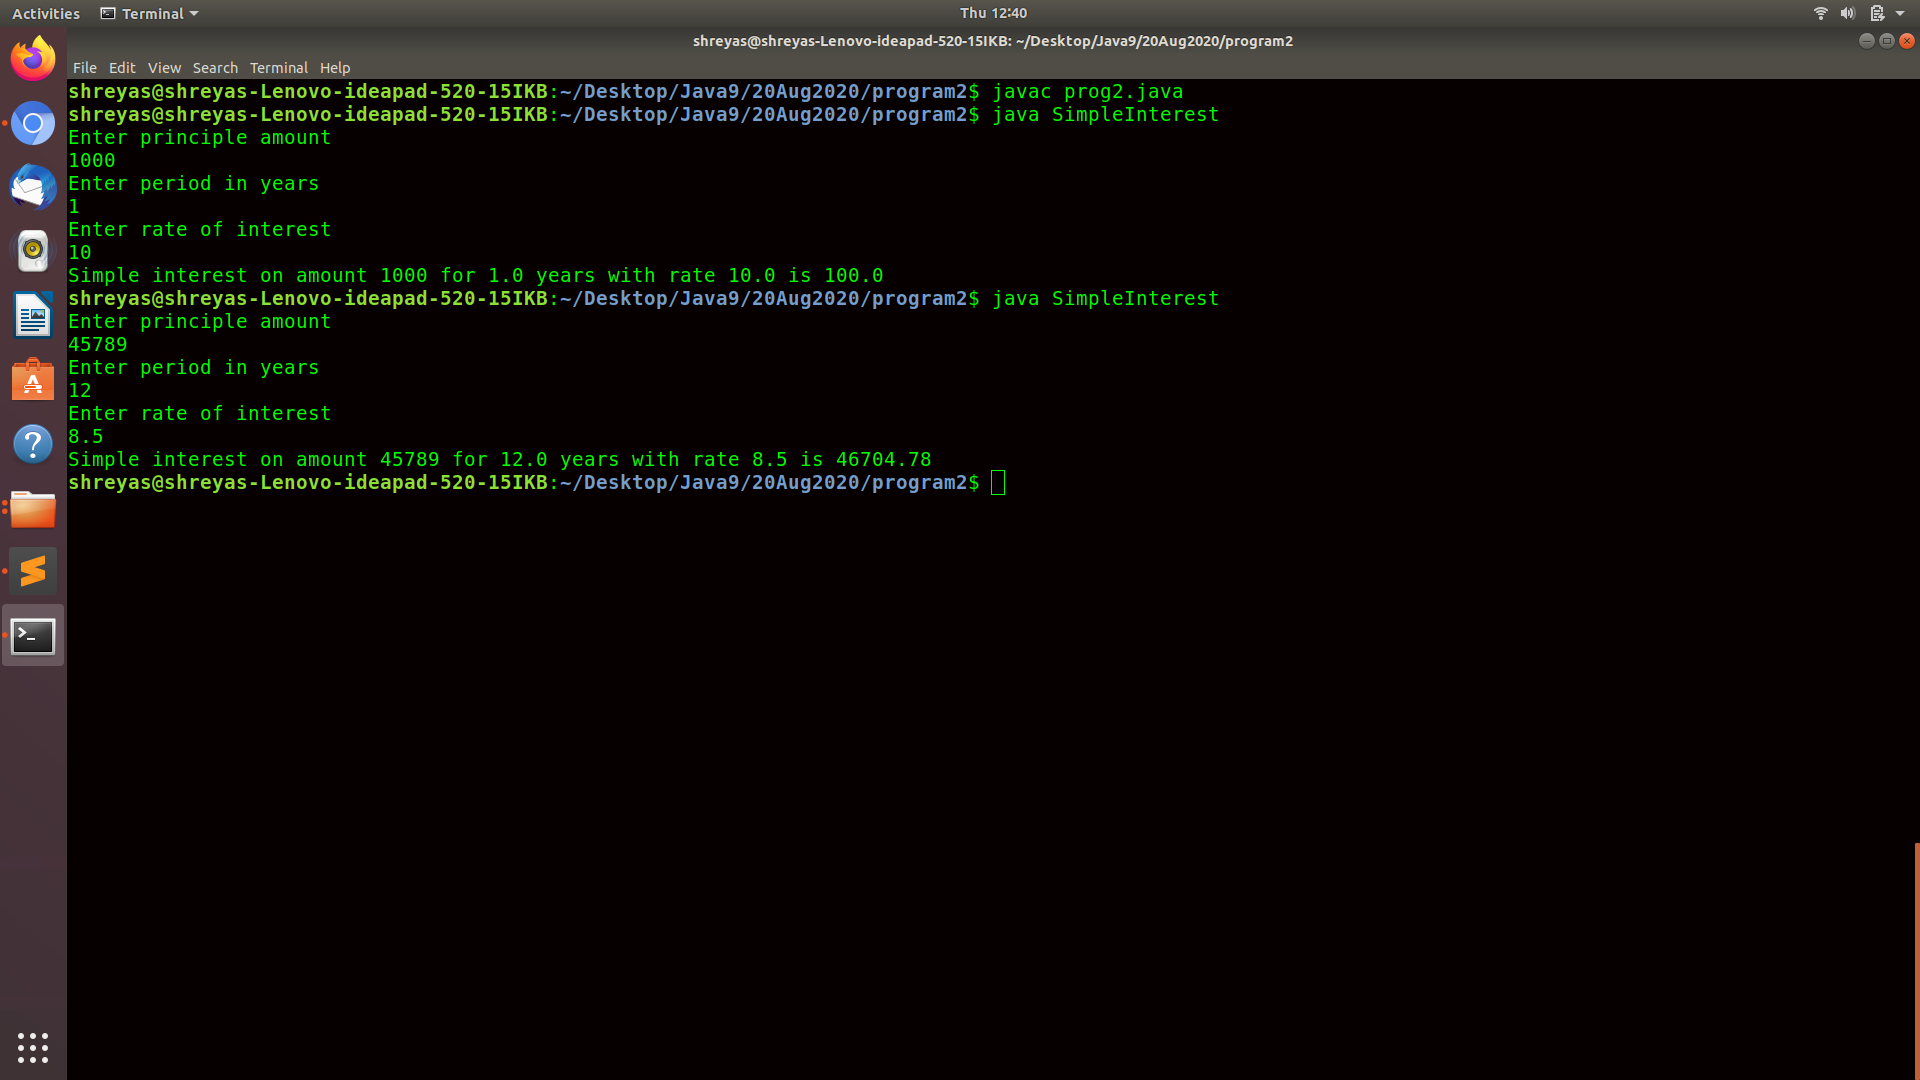 Activities Terminal Thu 12:40
shreyas@shreyas-Lenovo-ideapad-520-15IKB: ~/Desktop/Java9/20Aug2020/program2
File Edit View Search Terminal Help
shreyas@shreyas-Lenovo-ideapad-520-15IKB:~/Desktop/Java9/20Aug2020/program2$ javac prog2.java
shreyas@shreyas-Lenovo-ideapad-520-15IKB:~/Desktop/Java9/20Aug2020/program2$ java SimpleInterest
Enter principle amount
1000
Enter period in years
1
Enter rate of interest
10
Simple interest on amount 1000 for 1.0 years with rate 10.0 is 100.0
shreyas@shreyas-Lenovo-ideapad-520-15IKB:~/Desktop/Java9/20Aug2020/program2$ java SimpleInterest
Enter principle amount
45789
Enter period in years
12
Enter rate of interest
8.5
Simple interest on amount 45789 for 12.0 years with rate 8.5 is 46704.78
shreyas@shreyas-Lenovo-ideapad-520-15IKB:~/Desktop/Java9/20Aug2020/program2$